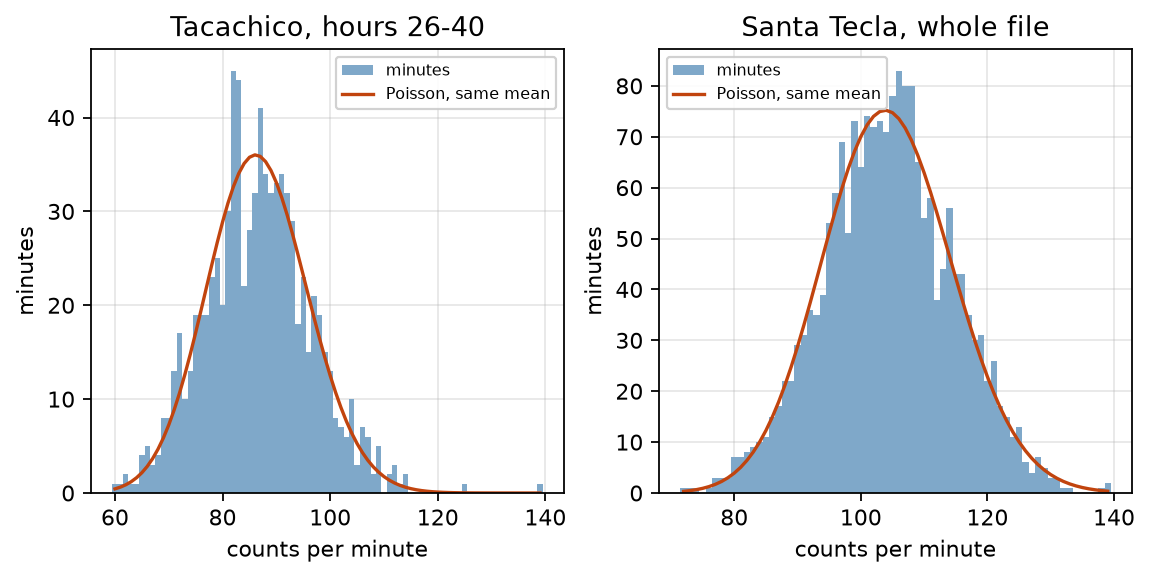 Tacachico, hours 26-40
minutes
Poisson, same mean
minutes
40
30
20
10
0
60
80
100
120
140
counts per minute
Santa Tecla, whole file
minutes
Poisson, same mean
minutes
80
70
60
50
40
30
20
10
0
80
100
120
140
counts per minute